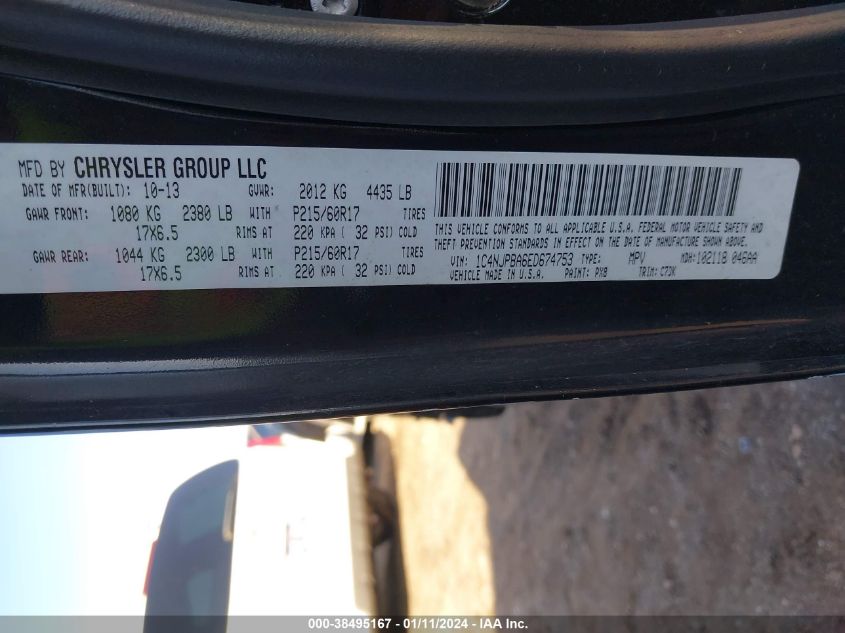 MFD BY CHRYSLER GROUP LLC
DATE OF MFR(BUILT): 10-13 GVWR: 2012 KG 4435 LB
GAWR FRONT: 1080 KG 2380 LB WITH P215/60R17 TIRES
17X6.5 RIMS AT 220 KPA ( 32 PSI) COLD
GAWR REAR: 1044 KG 2300 LB WITH P215/60R17 TIRES
17X6.5 RIMS AT 220 KPA ( 32 PSI) COLD
THIS VEHICLE CONFORMS TO ALL APPLICABLE U.S.A. FEDERAL MOTOR VEHICLE SAFETY AND
THEFT PREVENTION STANDARDS IN EFFECT ON THE DATE OF MANUFACTURE SHOWN ABOVE.
VIN: 1C4NJPBA6ED674753 TYPE: MPV MDH:102118 046AA
VEHICLE MADE IN U.S.A. PAINT: PX8 TRIM: C7DK
000-38495167 - 01/11/2024 - IAA Inc.